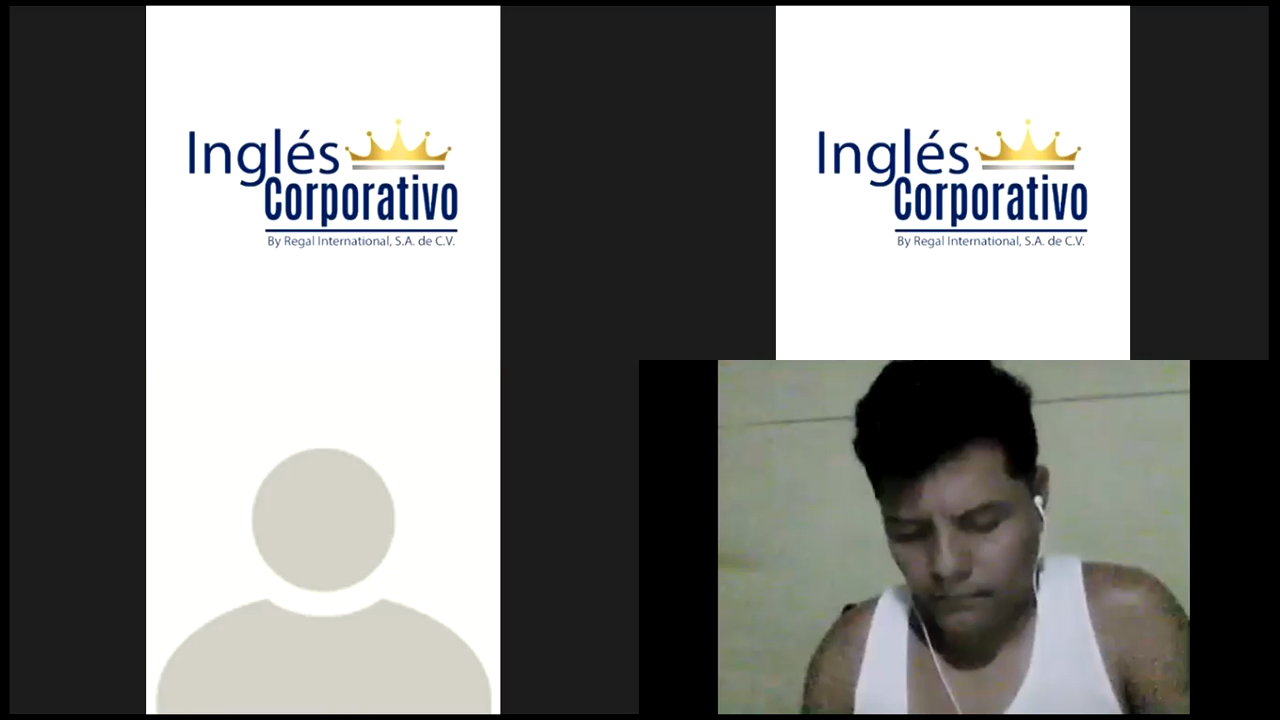 Inglés
Corporativo
By Regal International, S.A. de C.V.
Inglés
Corporativo
By Regal International, S.A. de C.V.